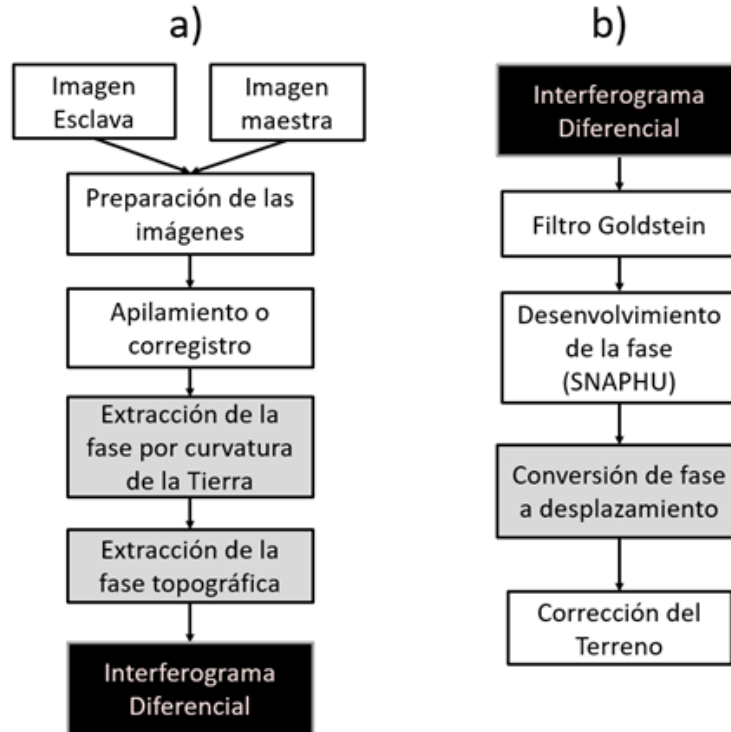 a)
Imagen
Esclava
Imagen
maestra
Preparación de las
imágenes
Apilamiento o
corregistro
Extracción de la
fase por curvatura
de la Tierra
Extracción de la
fase topográfica
Interferograma
Diferencial
b)
Interferograma
Diferencial
Filtro Goldstein
Desenvolvimiento
de la fase
(SNAPHU)
Conversión de fase
a desplazamiento
Corrección del
Terreno